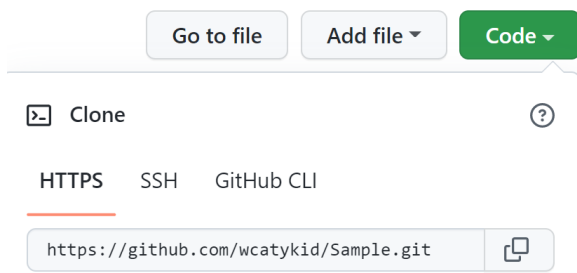 Go to file Add file Code
Clone
HTTPS SSH GitHub CLI
https://github.com/wcatykid/Sample.git